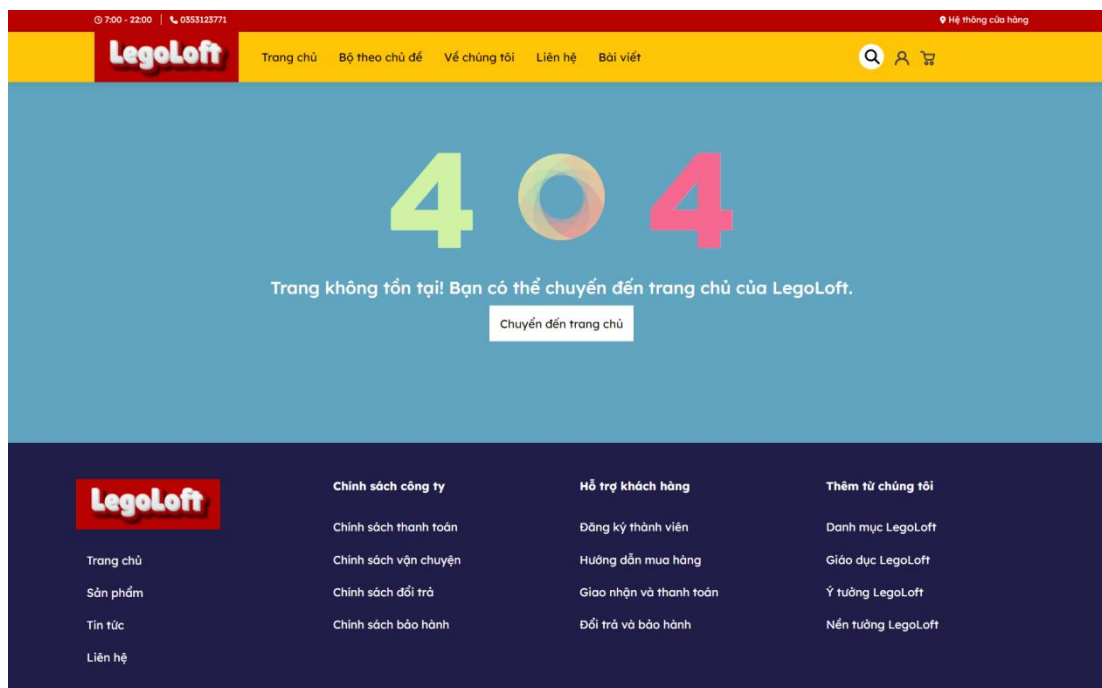 7:00 - 22:00 0353123771 Hệ thống cửa hàng
LegoLoft Trang chủ Bộ theo chủ đề Về chúng tôi Liên hệ Bài viết
404
Trang không tồn tại! Bạn có thể chuyển đến trang chủ của LegoLoft.
Chuyển đến trang chủ
LegoLoft
Trang chủ
Sản phẩm
Tin tức
Liên hệ
Chính sách công ty
Chính sách thanh toán
Chính sách vận chuyện
Chính sách đổi trả
Chính sách bảo hành
Hỗ trợ khách hàng
Đăng ký thành viên
Hướng dẫn mua hàng
Giao nhận và thanh toán
Đổi trả và bảo hành
Thêm từ chúng tôi
Danh mục LegoLoft
Giáo dục LegoLoft
Ý tưởng LegoLoft
Nền tưởng LegoLoft